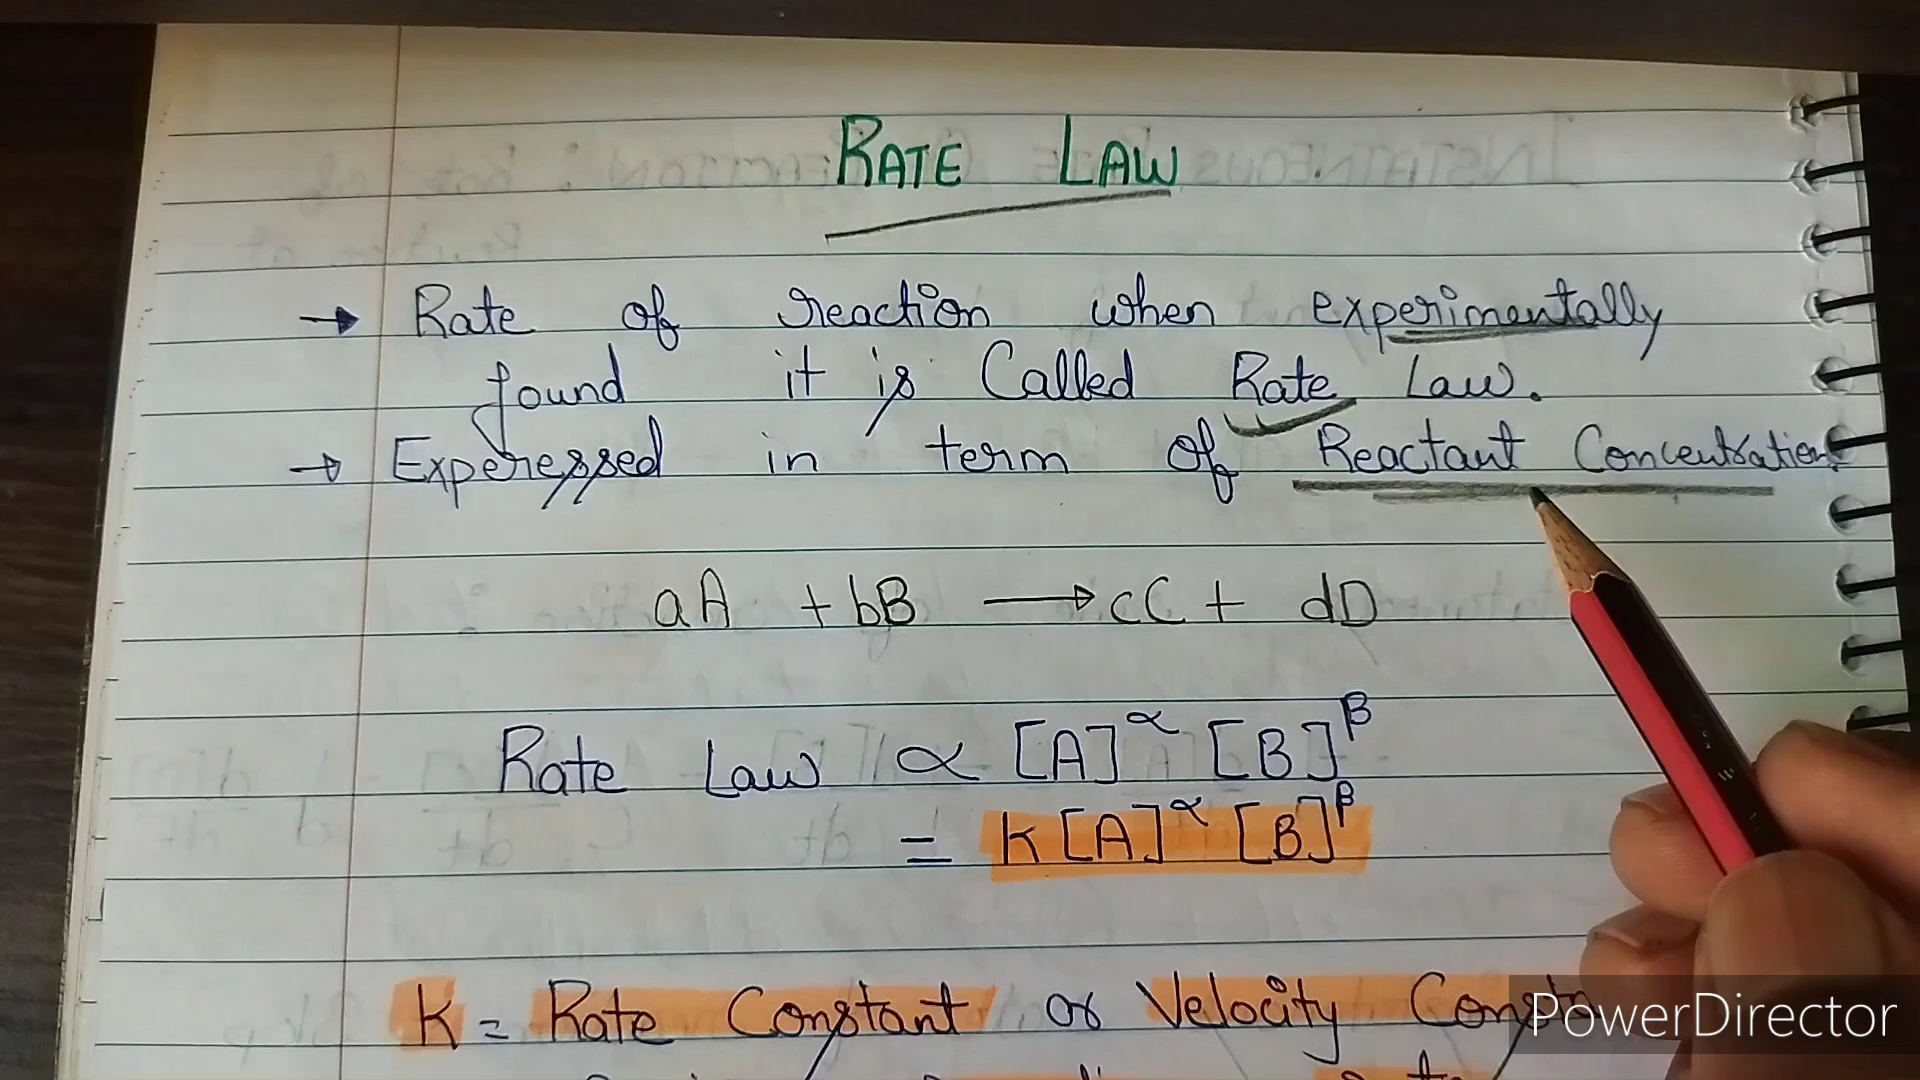 RATE LAW
→ Rate of reaction when experimentally
found it is Called Rate Law.
→ Experessed in term of Reactant Concentration
aA + bB → cC + dD
Rate Law ∝ [A]^α [B]^β
= K [A]^α [B]^β
K = Rate Constant or Velocity
PowerDirector